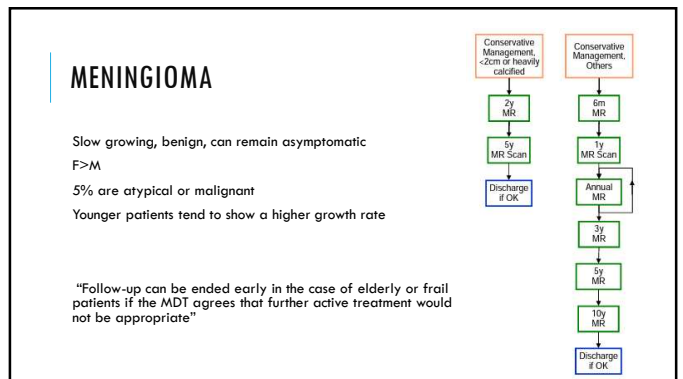 MENINGIOMA
Slow growing, benign, can remain asymptomatic
F>M
5% are atypical or malignant
Younger patients tend to show a higher growth rate
“Follow-up can be ended early in the case of elderly or frail
patients if the MDT agrees that further active treatment would
not be appropriate”
Conservative
Management,
<2cm or heavily
calcified
2y
MR
5y
MR Scan
Discharge
if OK
Conservative
Management,
Others
6m
MR
1y
MR Scan
Annual
MR
3y
MR
5y
MR
10y
MR
Discharge
if OK